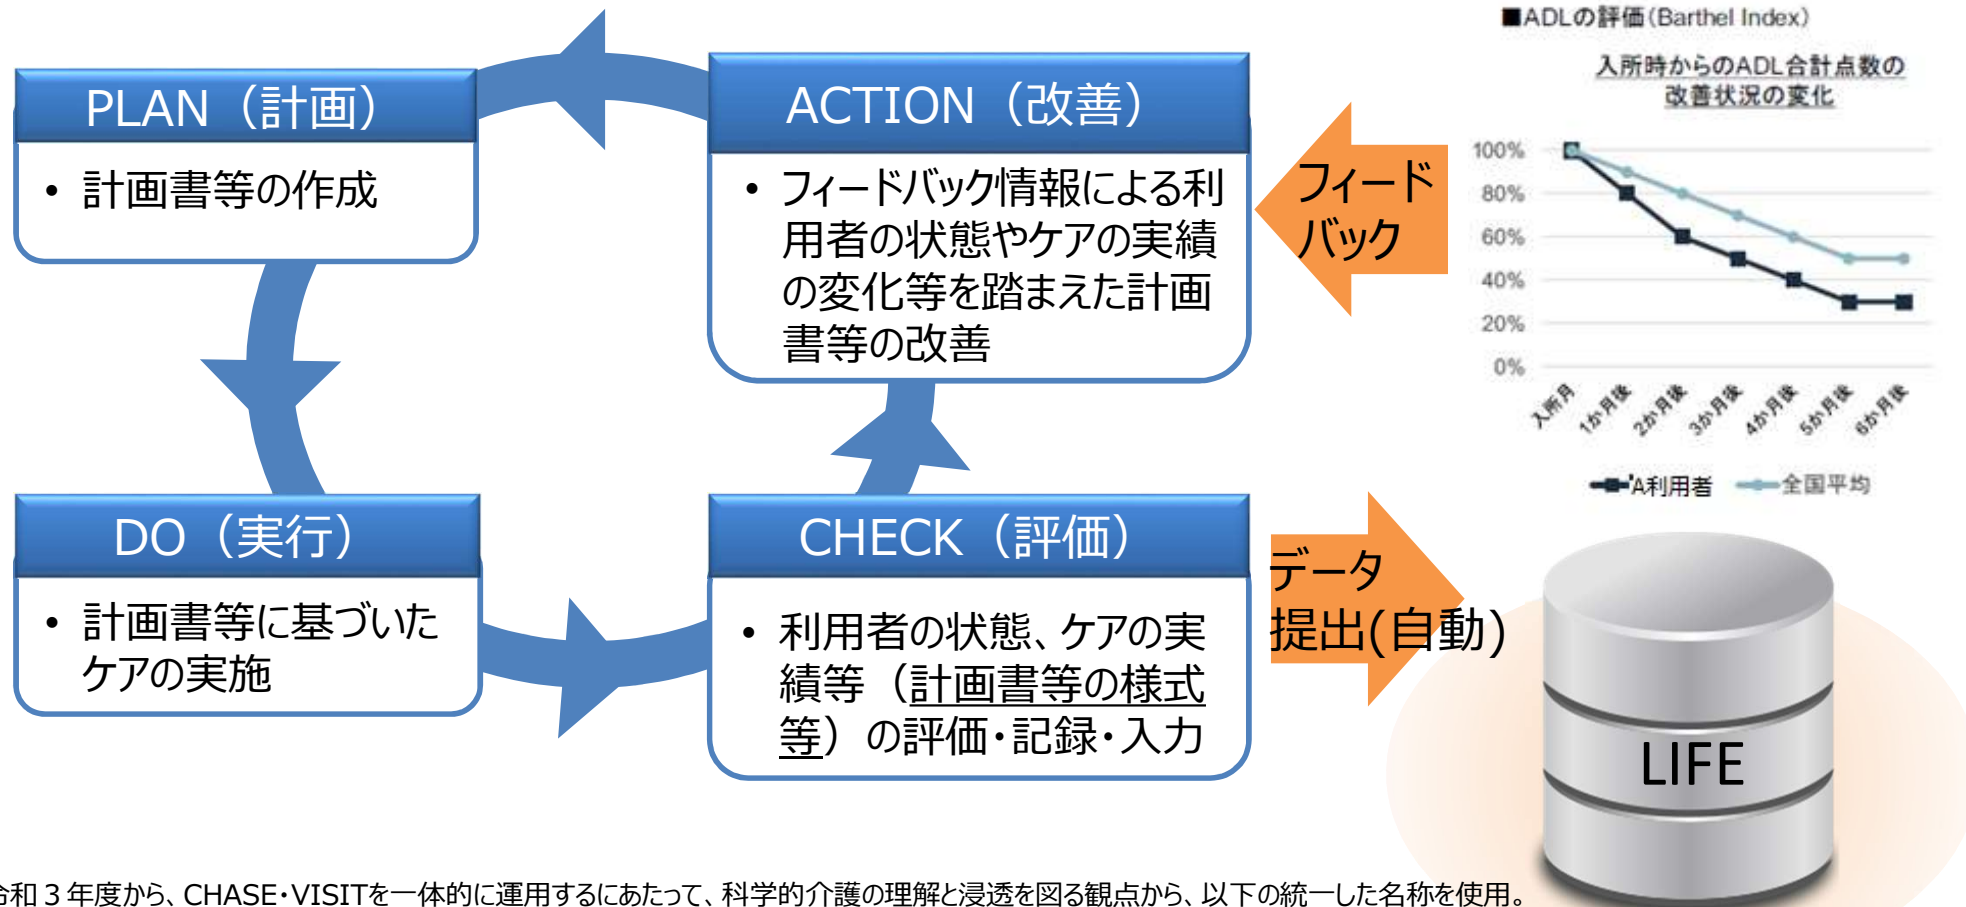 PLAN（計画）
• 計画書等の作成
ACTION（改善）
• フィードバック情報による利
用者の状態やケアの実績
の変化等を踏まえた計画
書等の改善
フィード
バック
■ADLの評価（Barthel Index）
入所時からのADL合計点数の
改善状況の変化
100%
80%
60%
40%
20%
0%
入所月
1か月後
2か月後
3か月後
4か月後
5か月後
6か月後
A利用者
全国平均
DO（実行）
• 計画書等に基づいた
ケアの実施
CHECK（評価）
• 利用者の状態、ケアの実
績等（計画書等の様式
等）の評価・記録・入力
データ
提出(自動)
LIFE
令和３年度から、CHASE・VISITを一体的に運用するにあたって、科学的介護の理解と浸透を図る観点から、以下の統一した名称を使用。